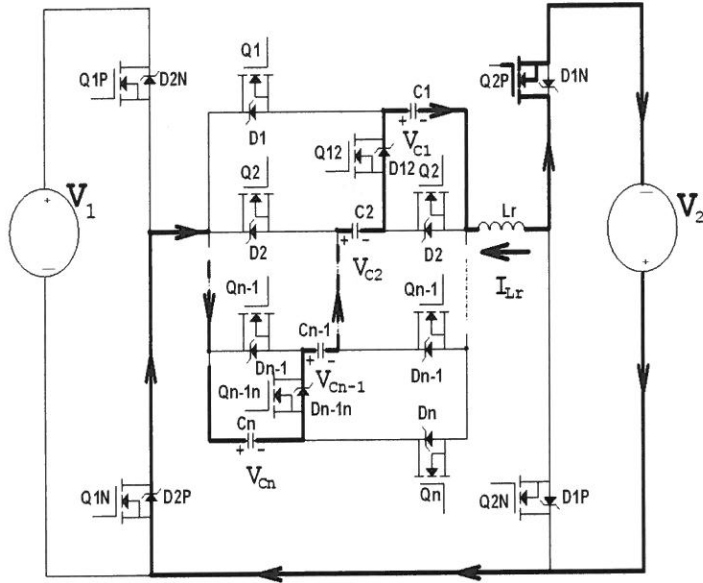 Q1
Q1P
D2N
Q2P
D1N
C1
+ -
D1
V1
+
-
Q12
D12
VC1
Q2
Q2
C2
+ -
Lr
V2
-
+
D2
VC2
D2
ILr
Qn-1
Qn-1
Cn-1
+ -
Dn-1
VCn-1
Dn-1
Qn-1n
Dn-1n
Cn
+ -
Dn
VCn
Qn
Q1N
D2P
Q2N
D1P